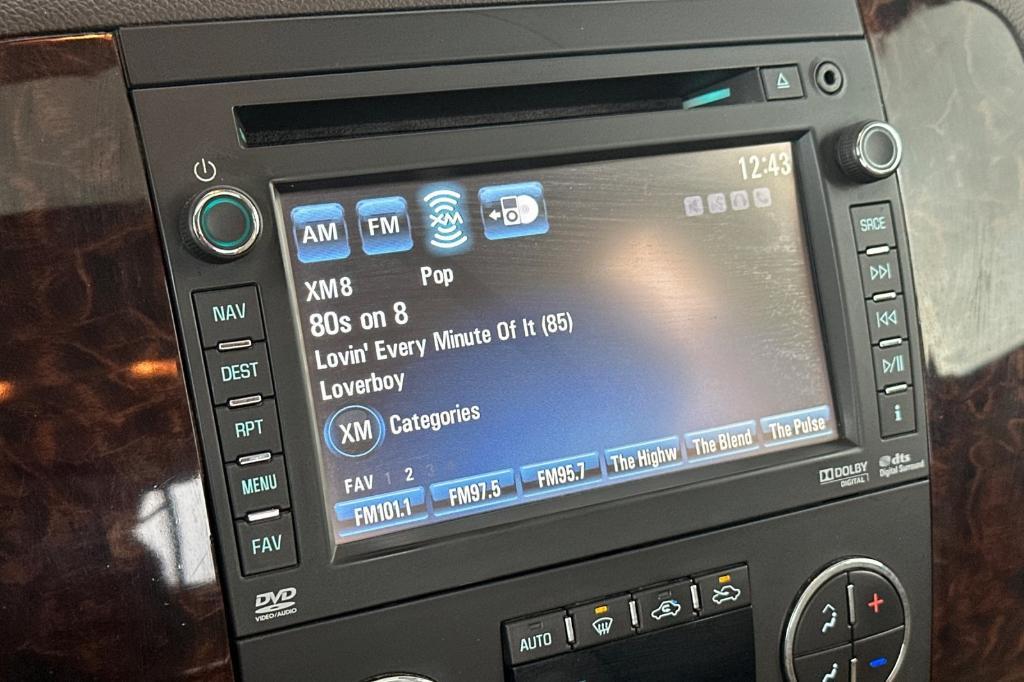 12:43
AM FM XM
XM8 Pop
80s on 8
Lovin' Every Minute Of It (85)
Loverboy
XM Categories
FAV 1 2 3
FM101.1 FM97.5 FM95.7 The Highw The Blend The Pulse
NAV
DEST
RPT
MENU
FAV
SRCE
i
DVD
VIDEO/AUDIO
DOLBY
DIGITAL
dts
Digital Surround
AUTO